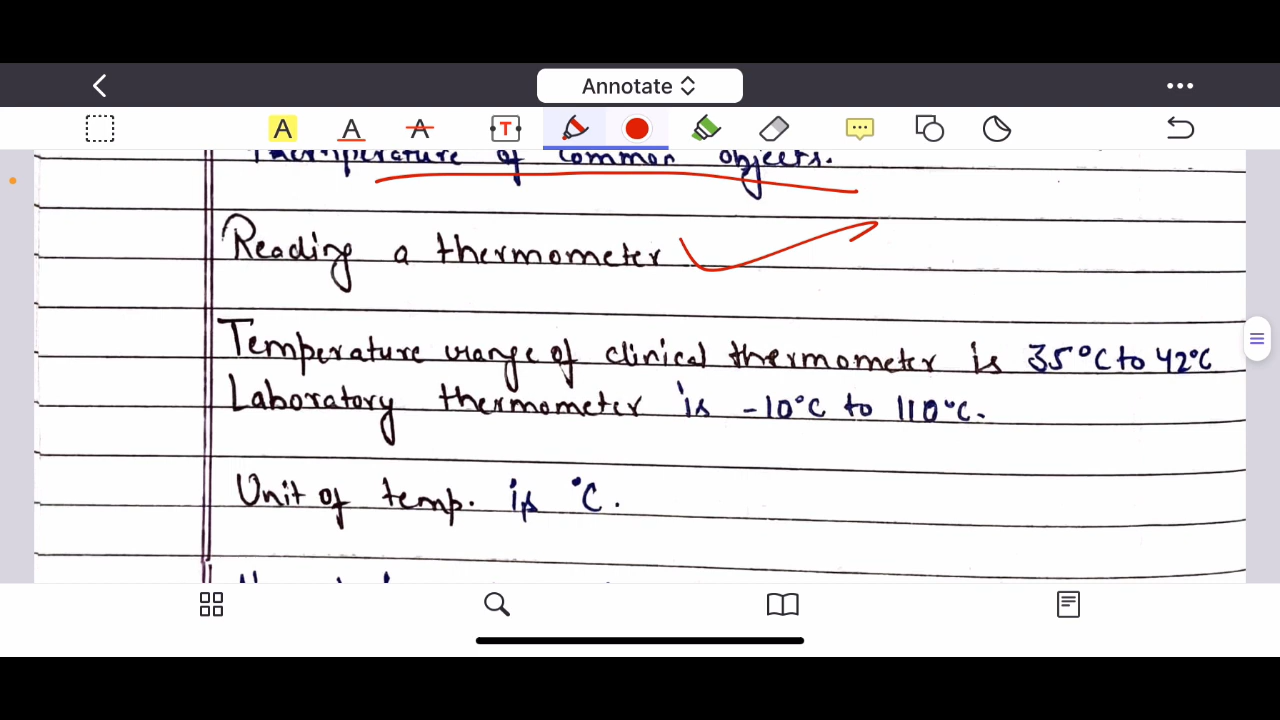 Annotate
Temperature of common objects.
Reading a thermometer
Temperature range of clinical thermometer is 35°C to 42°C
Laboratory thermometer is -10°C to 110°C.
Unit of temp. is °C.